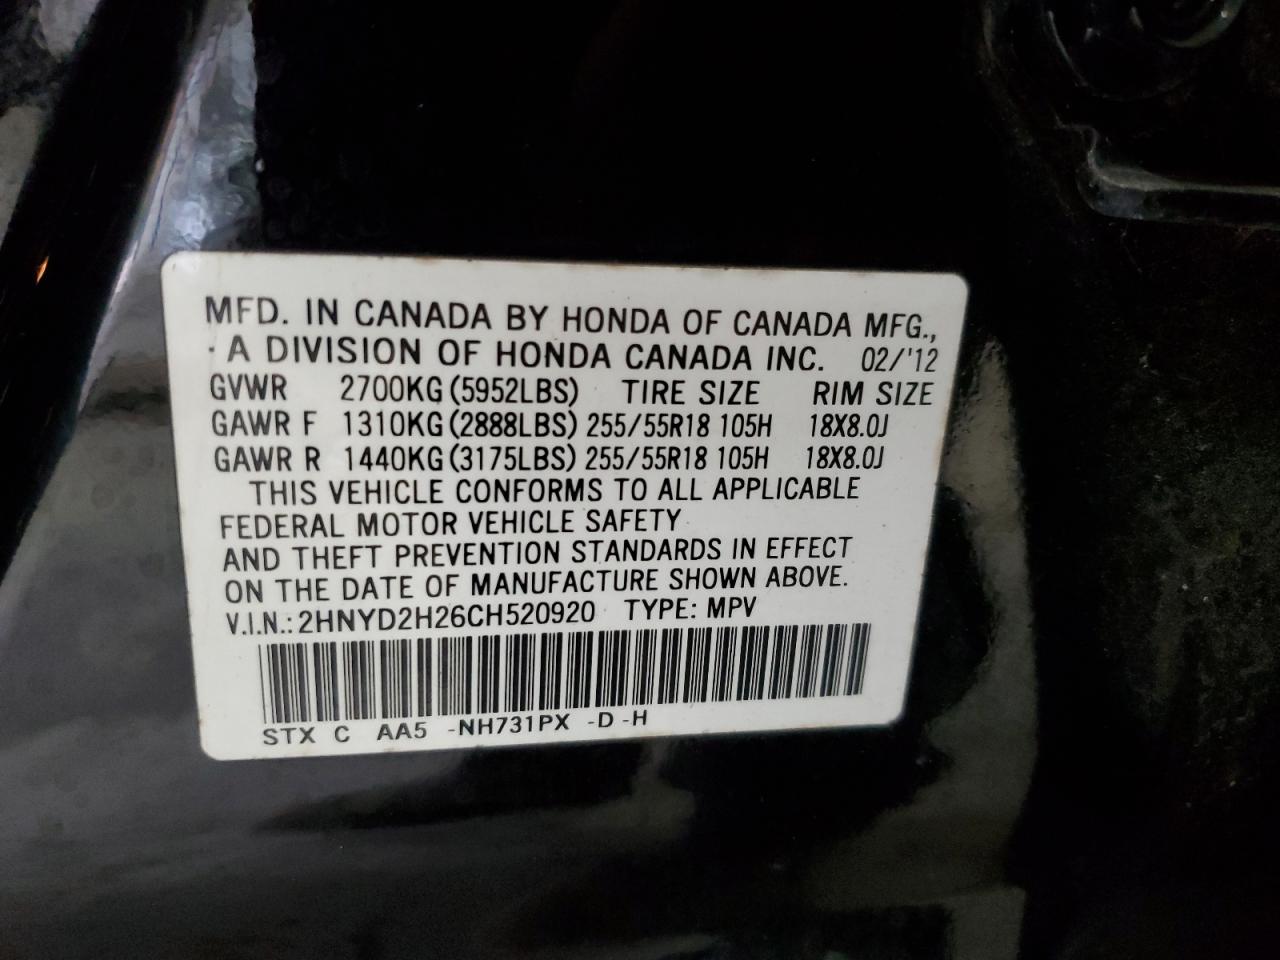 MFD. IN CANADA BY HONDA OF CANADA MFG.,
A DIVISION OF HONDA CANADA INC. 02/'12
GVWR 2700KG (5952LBS) TIRE SIZE RIM SIZE
GAWR F 1310KG (2888LBS) 255/55R18 105H 18X8.0J
GAWR R 1440KG (3175LBS) 255/55R18 105H 18X8.0J
THIS VEHICLE CONFORMS TO ALL APPLICABLE
FEDERAL MOTOR VEHICLE SAFETY
AND THEFT PREVENTION STANDARDS IN EFFECT
ON THE DATE OF MANUFACTURE SHOWN ABOVE.
V.I.N.: 2HNYD2H26CH520920 TYPE: MPV
STX C AA5 -NH731PX -D -H